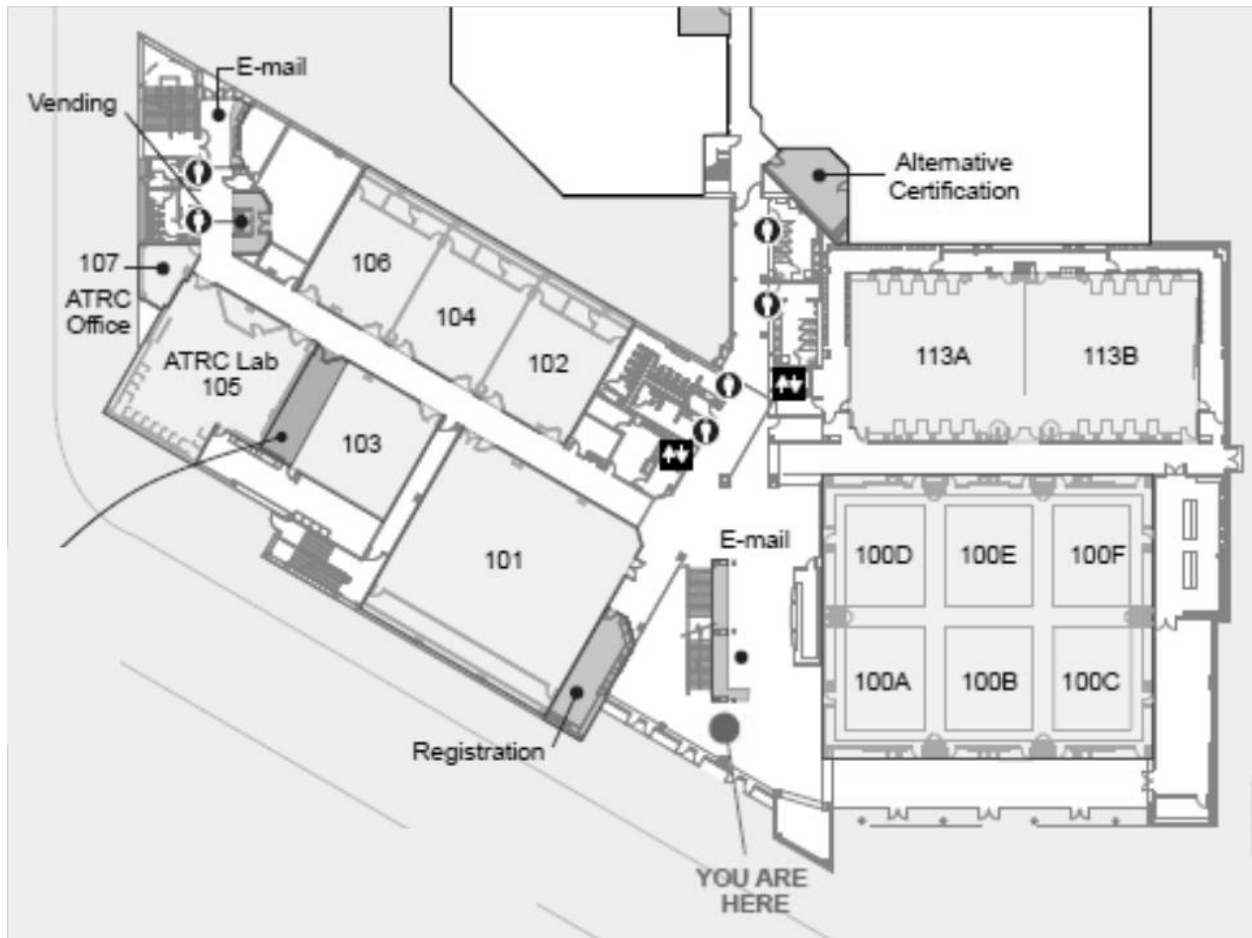 E-mail
Vending
Alternative
Certification
107
ATRC
Office
106
104
102
ATRC Lab
105
103
101
113A
113B
E-mail
100D
100E
100F
100A
100B
100C
Registration
YOU ARE
HERE